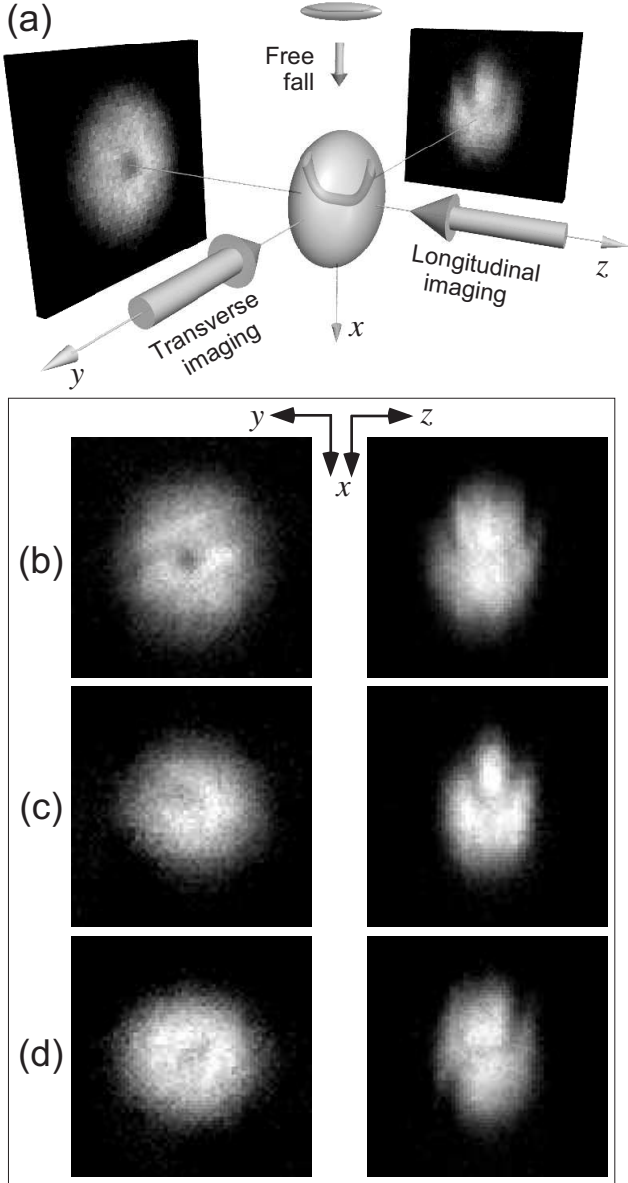 (a)
Free
fall
Longitudinal
imaging
z
Transverse
imaging
x
y
y
z
x
(b)
(c)
(d)